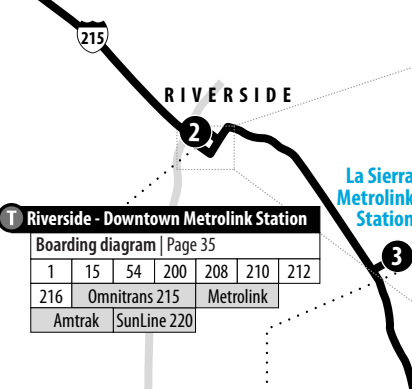 215
RIVERSIDE
2
La Sierra
Metrolink
Station
3
T Riverside - Downtown Metrolink Station
Boarding diagram | Page 35
1 15 54 200 208 210 212
216 Omnitrans 215 Metrolink
Amtrak SunLine 220